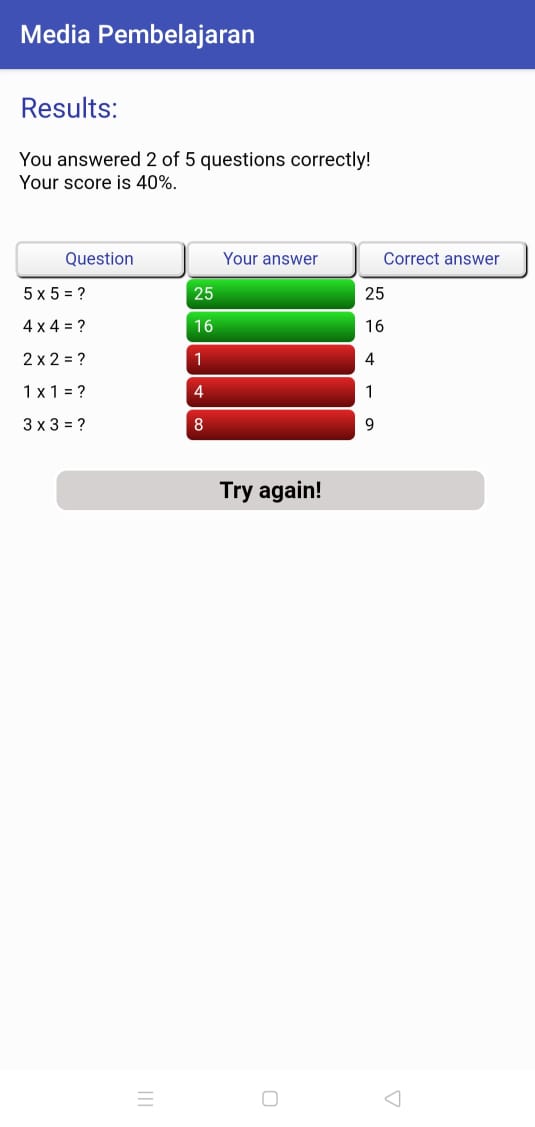 Media Pembelajaran
Results:
You answered 2 of 5 questions correctly!
Your score is 40%.
Question Your answer Correct answer
5 x 5 = ? 25 25
4 x 4 = ? 16 16
2 x 2 = ? 1 4
1 x 1 = ? 4 1
3 x 3 = ? 8 9
Try again!